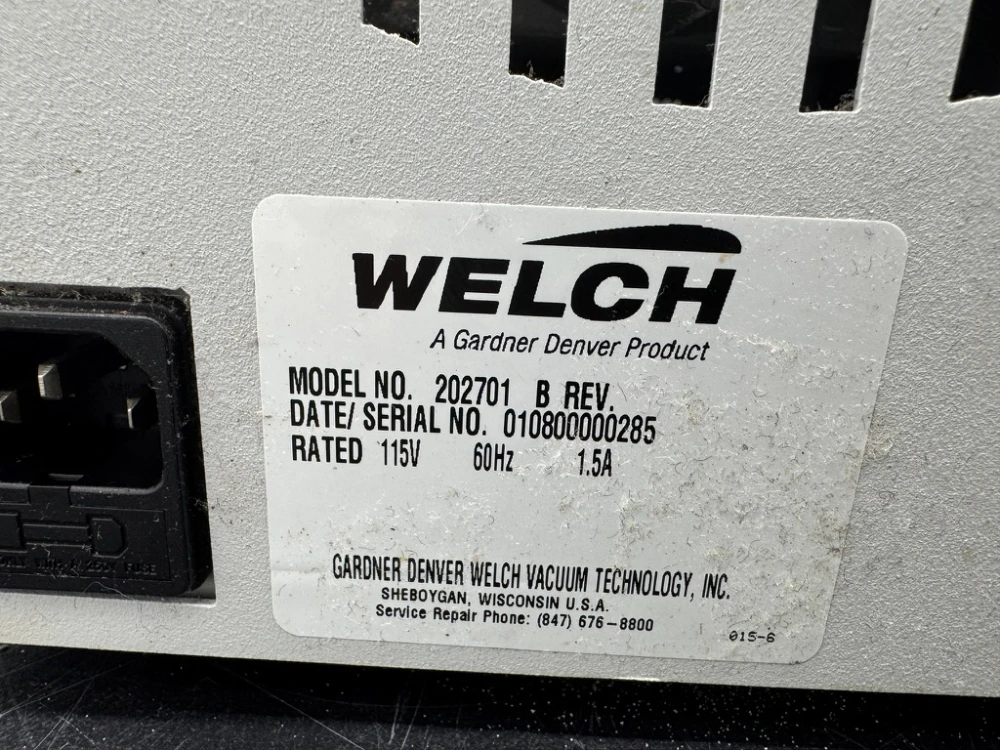 WELCH
A Gardner Denver Product
MODEL NO. 202701 B REV.
DATE/ SERIAL NO. 010800000285
RATED 115V 60Hz 1.5A
GARDNER DENVER WELCH VACUUM TECHNOLOGY, INC.
SHEBOYGAN, WISCONSIN U.S.A.
Service Repair Phone: (847) 676-8800
015-6
FUSE